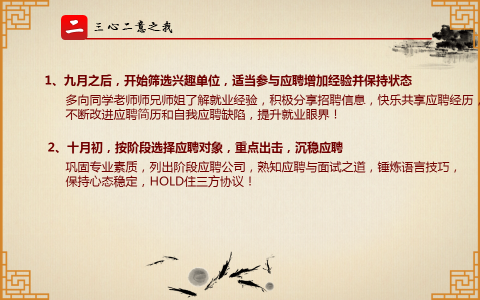 二 三心二意之我
1、九月之后，开始筛选兴趣单位，适当参与应聘增加经验并保持状态
多向同学老师师兄师姐了解就业经验，积极分享招聘信息，快乐共享应聘经历，
不断改进应聘简历和自我应聘缺陷，提升就业眼界！
2、十月初，按阶段选择应聘对象，重点出击，沉稳应聘
巩固专业素质，列出阶段应聘公司，熟知应聘与面试之道，锤炼语言技巧，
保持心态稳定，HOLD住三方协议！